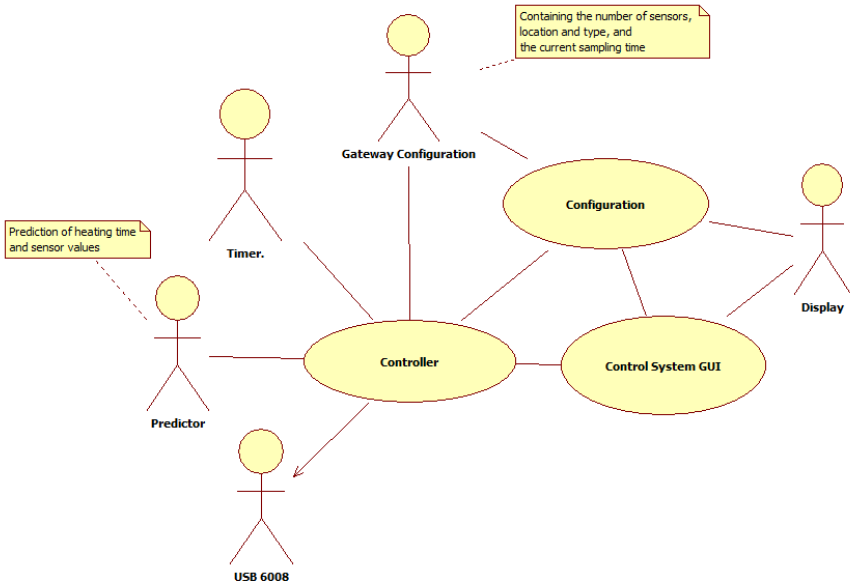 Containing the number of sensors,
location and type, and
the current sampling time
Gateway Configuration
Configuration
Timer.
Prediction of heating time
and sensor values
Display
Controller
Control System GUI
Predictor
USB 6008